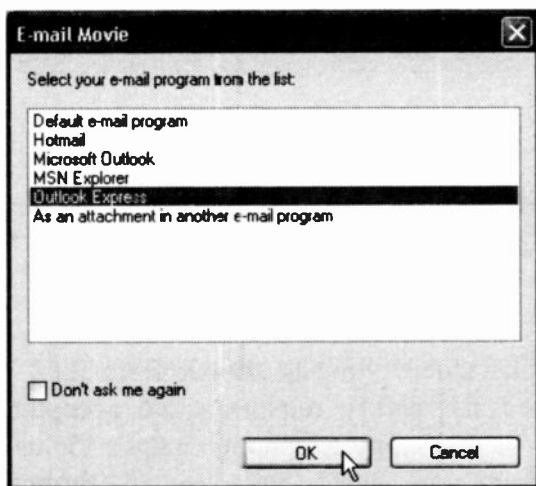 E-mail Movie
Select your e-mail program from the list:
Default e-mail program
Hotmail
Microsoft Outlook
MSN Explorer
Outlook Express
As an attachment in another e-mail program
Don't ask me again
OK
Cancel